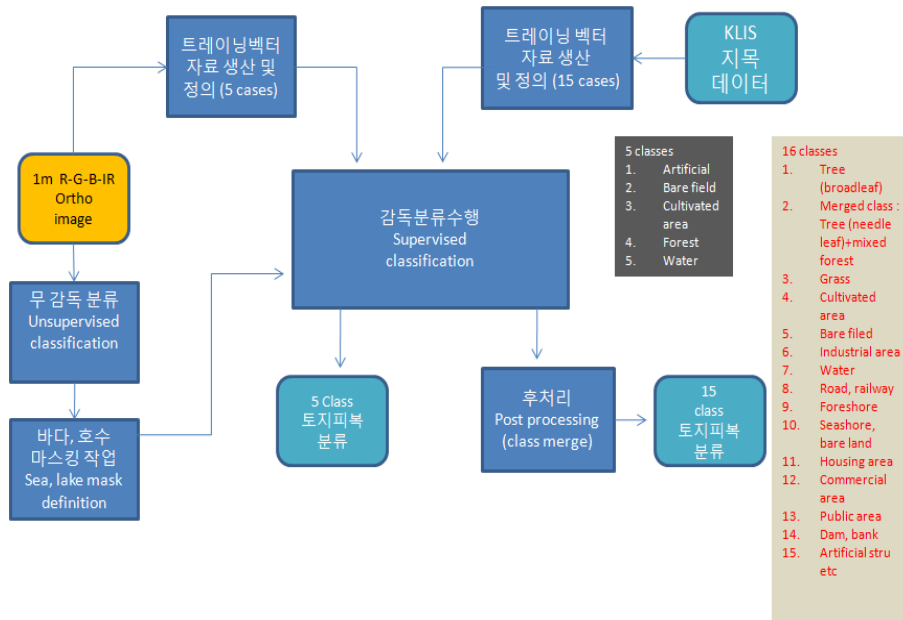 트레이닝벡터
자료 생산 및
정의 (5 cases)
트레이닝 벡터
자료 생산
및 정의 (15 cases)
KLIS
지목
데이터
1m R-G-B-IR
Ortho
image
감독분류수행
Supervised
classification
5 classes
1. Artificial
2. Bare field
3. Cultivated
area
4. Forest
5. Water
16 classes
1. Tree
(broadleaf)
2. Merged class :
Tree (needle
leaf)+mixed
forest
3. Grass
4. Cultivated
area
5. Bare filed
6. Industrial area
7. Water
8. Road, railway
9. Foreshore
10. Seashore,
bare land
11. Housing area
12. Commercial
area
13. Public area
14. Dam, bank
15. Artificial stru
etc
무 감독 분류
Unsupervised
classification
바다, 호수
마스킹 작업
Sea, lake mask
definition
5 Class
토지피복
분류
후처리
Post processing
(class merge)
15
class
토지피복
분류